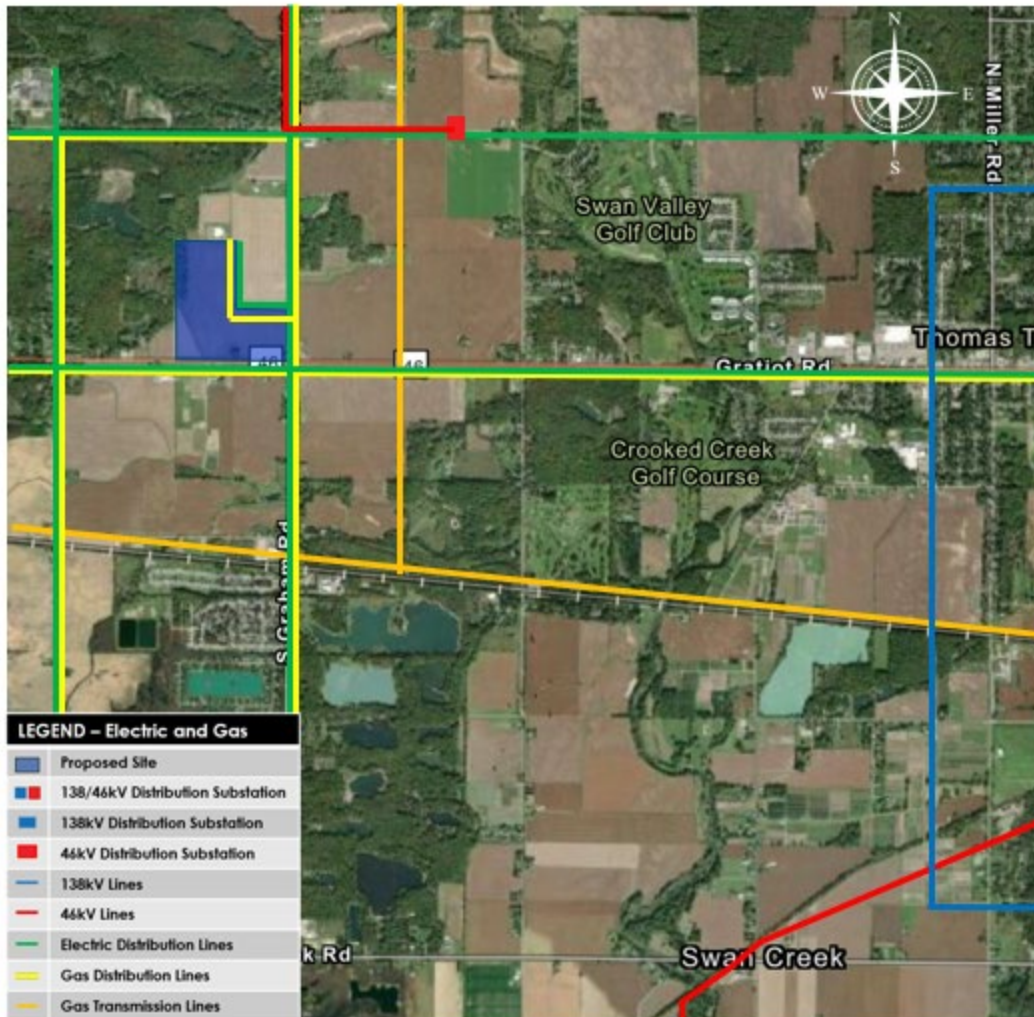 N
W
E
S
N Miller Rd
Swan Valley
Golf Club
46
46
Thomas T
Gratiot Rd
Crooked Creek
Golf Course
S Graham Rd
LEGEND – Electric and Gas
Proposed Site
138/46kV Distribution Substation
138kV Distribution Substation
46kV Distribution Substation
138kV Lines
46kV Lines
Electric Distribution Lines
Gas Distribution Lines
Gas Transmission Lines
k Rd
Swan Creek